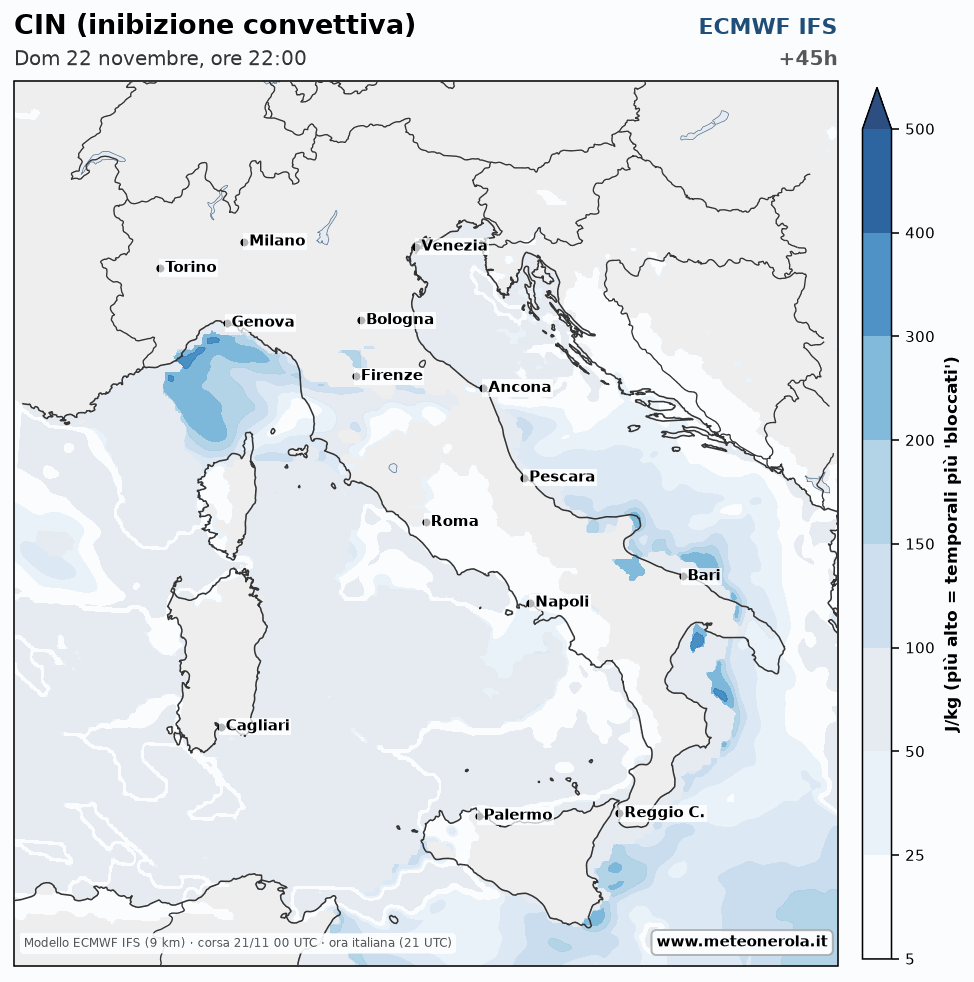 CIN (inibizione convettiva)
ECMWF IFS
Dom 22 novembre, ore 22:00
+45h
Milano
Venezia
Torino
Genova
Bologna
Firenze
Ancona
Pescara
Roma
Bari
Napoli
Cagliari
Palermo
Reggio C.
Modello ECMWF IFS (9 km) · corsa 21/11 00 UTC · ora italiana (21 UTC)
www.meteonerola.it
500
400
300
200
150
100
50
25
5
J/kg (più alto = temporali più 'bloccati')